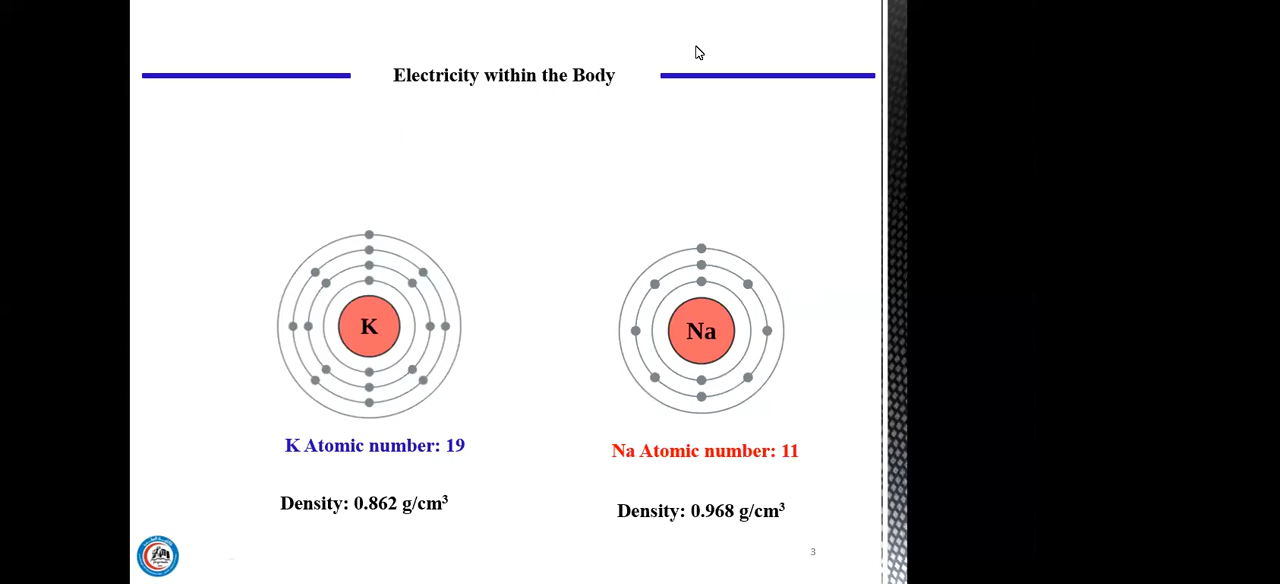 Electricity within the Body
K
Na
K Atomic number: 19
Na Atomic number: 11
Density: 0.862 g/cm³
Density: 0.968 g/cm³
3